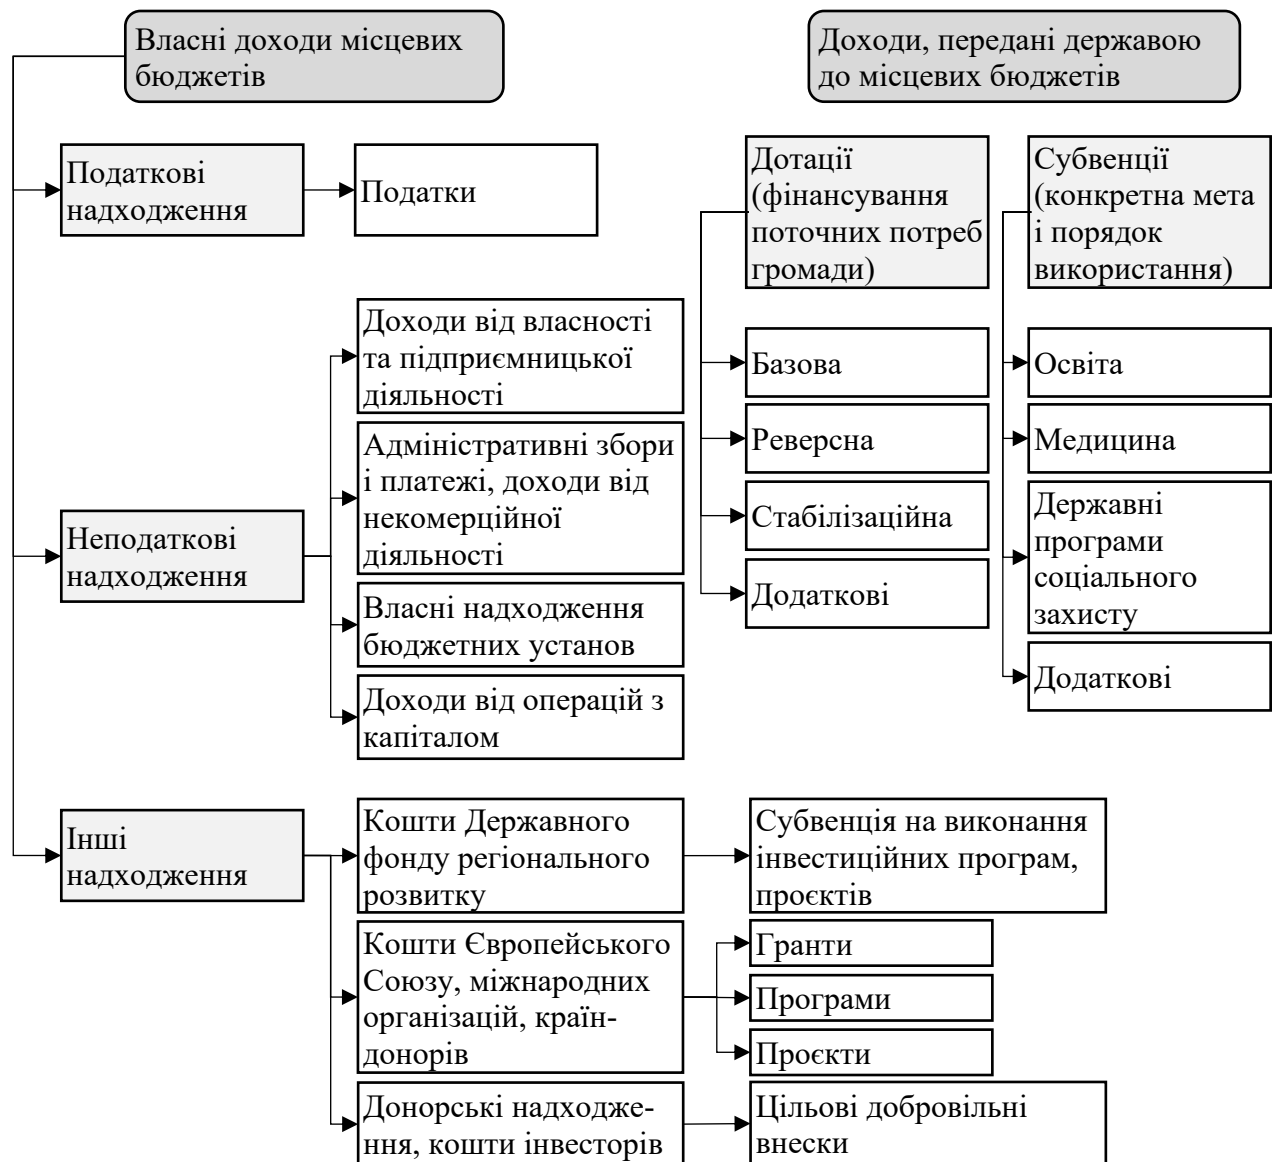 Власні доходи місцевих
бюджетів
Доходи, передані державою
до місцевих бюджетів
Податкові
надходження
Податки
Дотації
(фінансування
поточних потреб
громади)
Субвенції
(конкретна мета
і порядок
використання)
Доходи від власності
та підприємницької
діяльності
Адміністративні збори
і платежі, доходи від
некомерційної
діяльності
Неподаткові
надходження
Власні надходження
бюджетних установ
Доходи від операцій з
капіталом
Базова
Реверсна
Стабілізаційна
Додаткові
Освіта
Медицина
Державні
програми
соціального
захисту
Додаткові
Інші
надходження
Кошти Державного
фонду регіонального
розвитку
Субвенція на виконання
інвестиційних програм,
проєктів
Кошти Європейського
Союзу, міжнародних
організацій, країн-
донорів
Гранти
Програми
Проєкти
Донорські надходже-
ння, кошти інвесторів
Цільові добровільні
внески